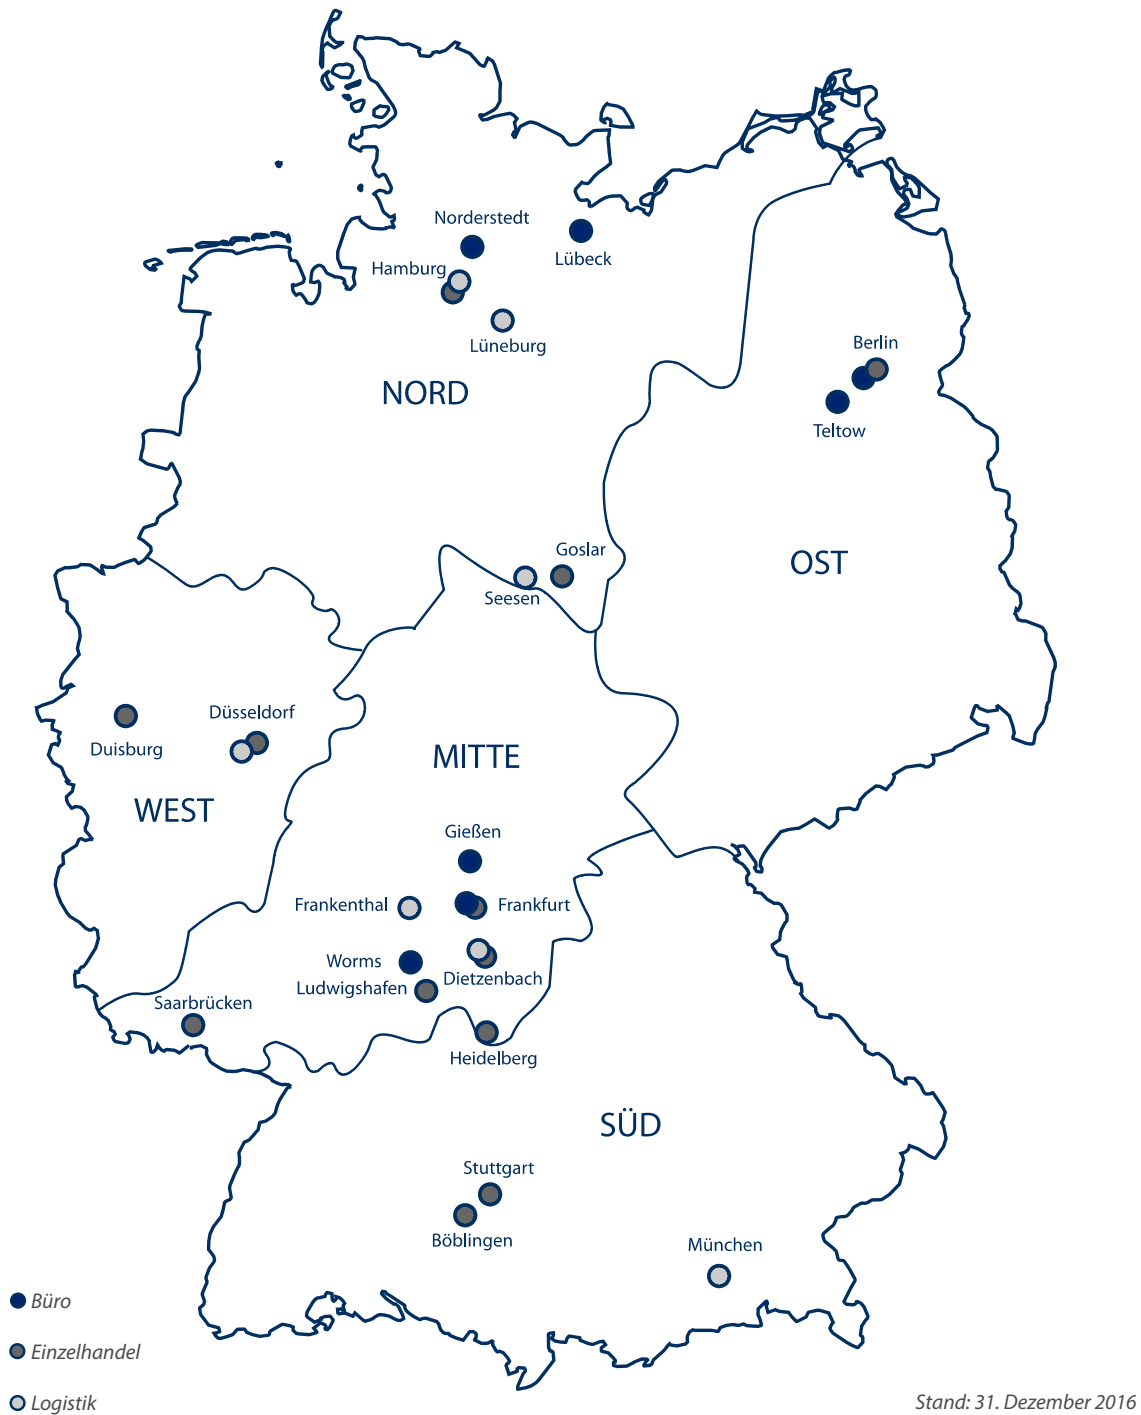 Norderstedt
Lübeck
Hamburg
Lüneburg
NORD
Berlin
Teltow
Goslar
OST
Seesen
Düsseldorf
Duisburg
MITTE
WEST
Gießen
Frankenthal
Frankfurt
Worms
Dietzenbach
Ludwigshafen
Saarbrücken
Heidelberg
SÜD
Stuttgart
Böblingen
München
Büro
Einzelhandel
Logistik
Stand: 31. Dezember 2016